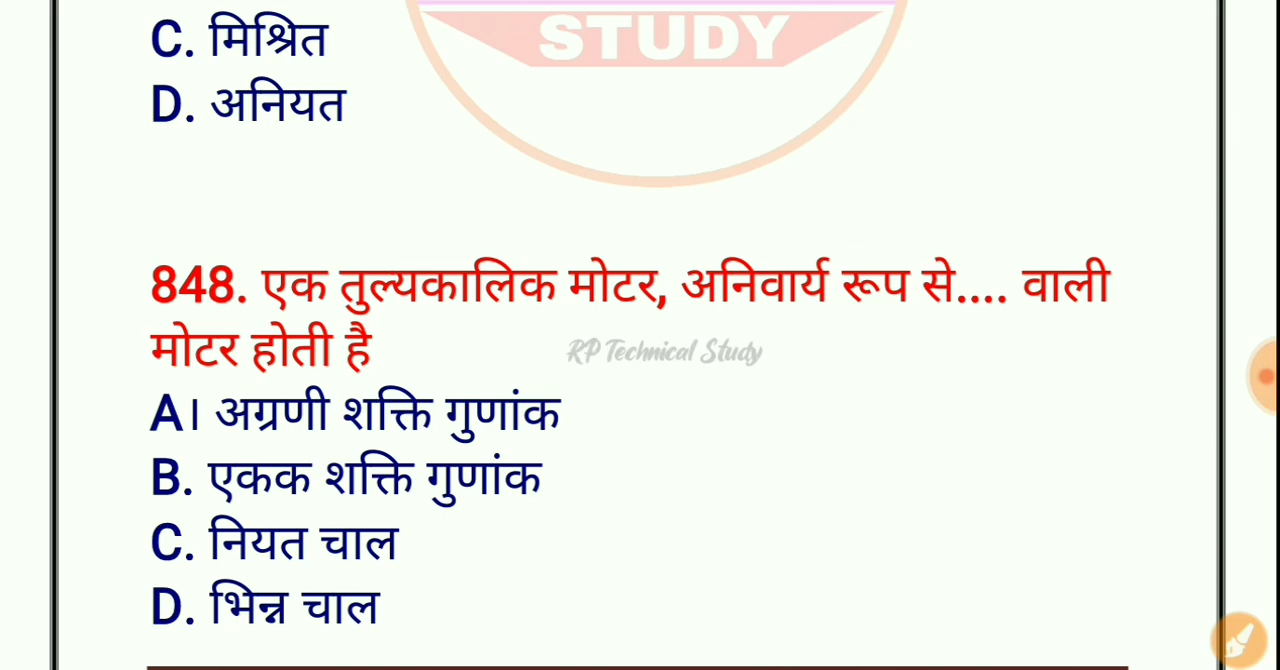 STUDY
C. मिश्रित
D. अनियत
848. एक तुल्यकालिक मोटर, अनिवार्य रूप से.... वाली
मोटर होती है
RP Technical Study
A। अग्रणी शक्ति गुणांक
B. एकक शक्ति गुणांक
C. नियत चाल
D. भिन्न चाल